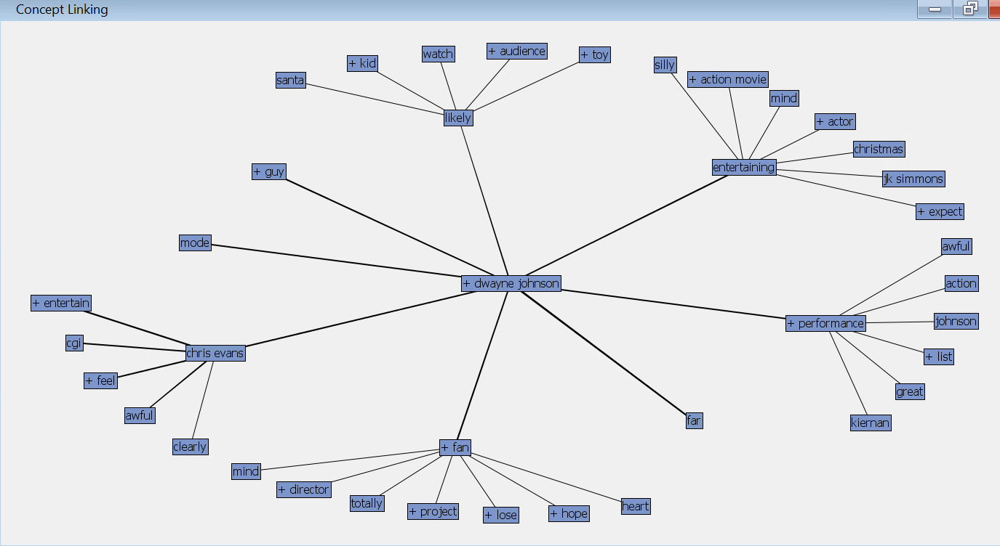 Concept Linking
santa
+ kid
watch
+ audience
+ toy
likely
silly
+ action movie
mind
+ actor
christmas
jk simmons
+ expect
entertaining
+ guy
mode
+ dwayne johnson
+ entertain
cgi
+ feel
awful
clearly
chris evans
awful
action
johnson
+ list
great
kiernan
+ performance
far
+ fan
mind
+ director
totally
+ project
+ lose
+ hope
heart